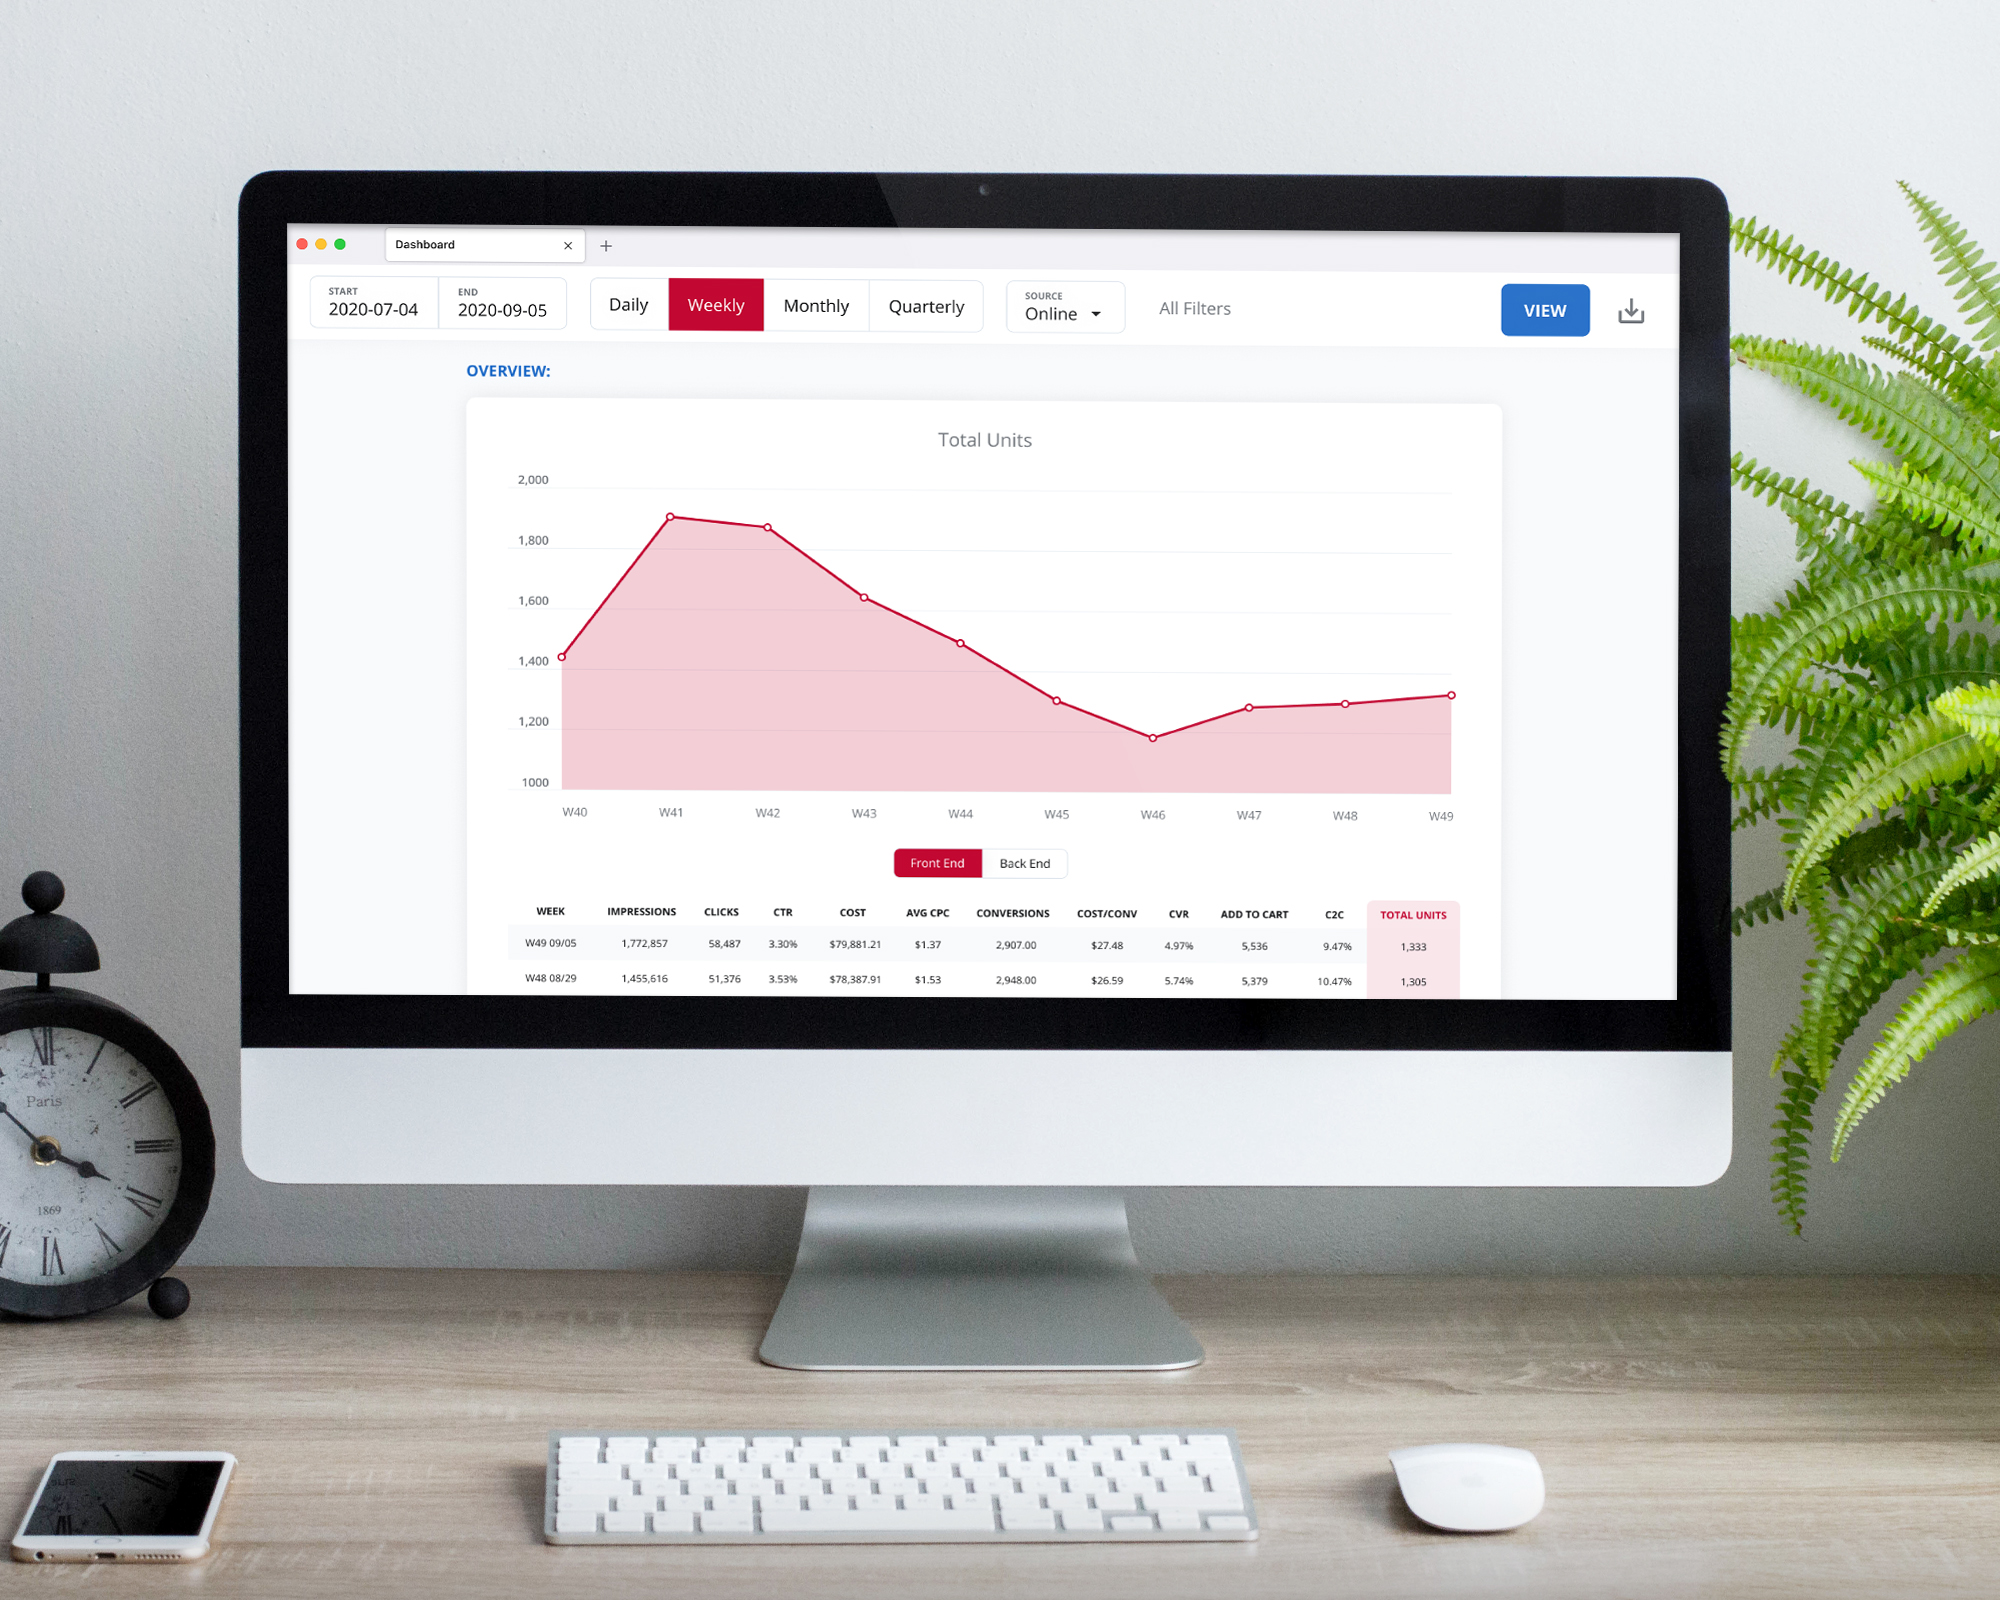 Dashboard
START
2020-07-04
END
2020-09-05
Daily
Weekly
Monthly
Quarterly
SOURCE
Online
All Filters
VIEW
OVERVIEW:
Total Units
2,000
1,800
1,600
1,400
1,200
1000
W40 W41 W42 W43 W44 W45 W46 W47 W48 W49
Front End
Back End
WEEK IMPRESSIONS CLICKS CTR COST AVG CPC CONVERSIONS COST/CONV CVR ADD TO CART C2C TOTAL UNITS
W49 09/05 1,772,857 58,487 3.30% $79,881.21 $1.37 2,907.00 $27.48 4.97% 5,536 9.47% 1,333
W48 08/29 1,455,616 51,376 3.53% $78,387.91 $1.53 2,948.00 $26.59 5.74% 5,379 10.47% 1,305
Paris
1869